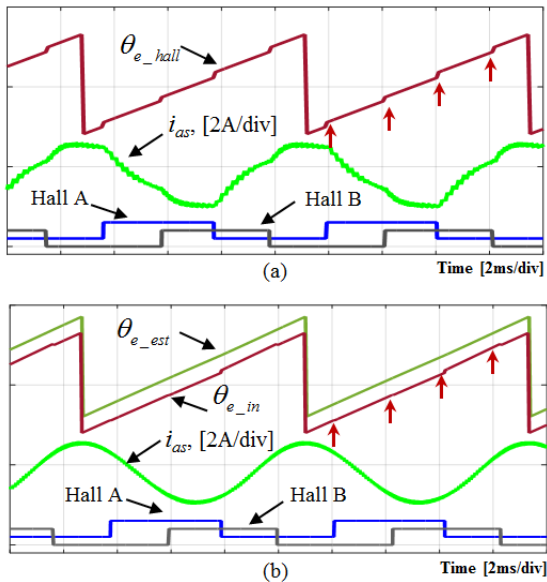 θe_hall
ias, [2A/div]
Hall A
Hall B
(a)
Time [2ms/div]
θe_est
θe_in
ias, [2A/div]
Hall A
Hall B
Time [2ms/div]
(b)